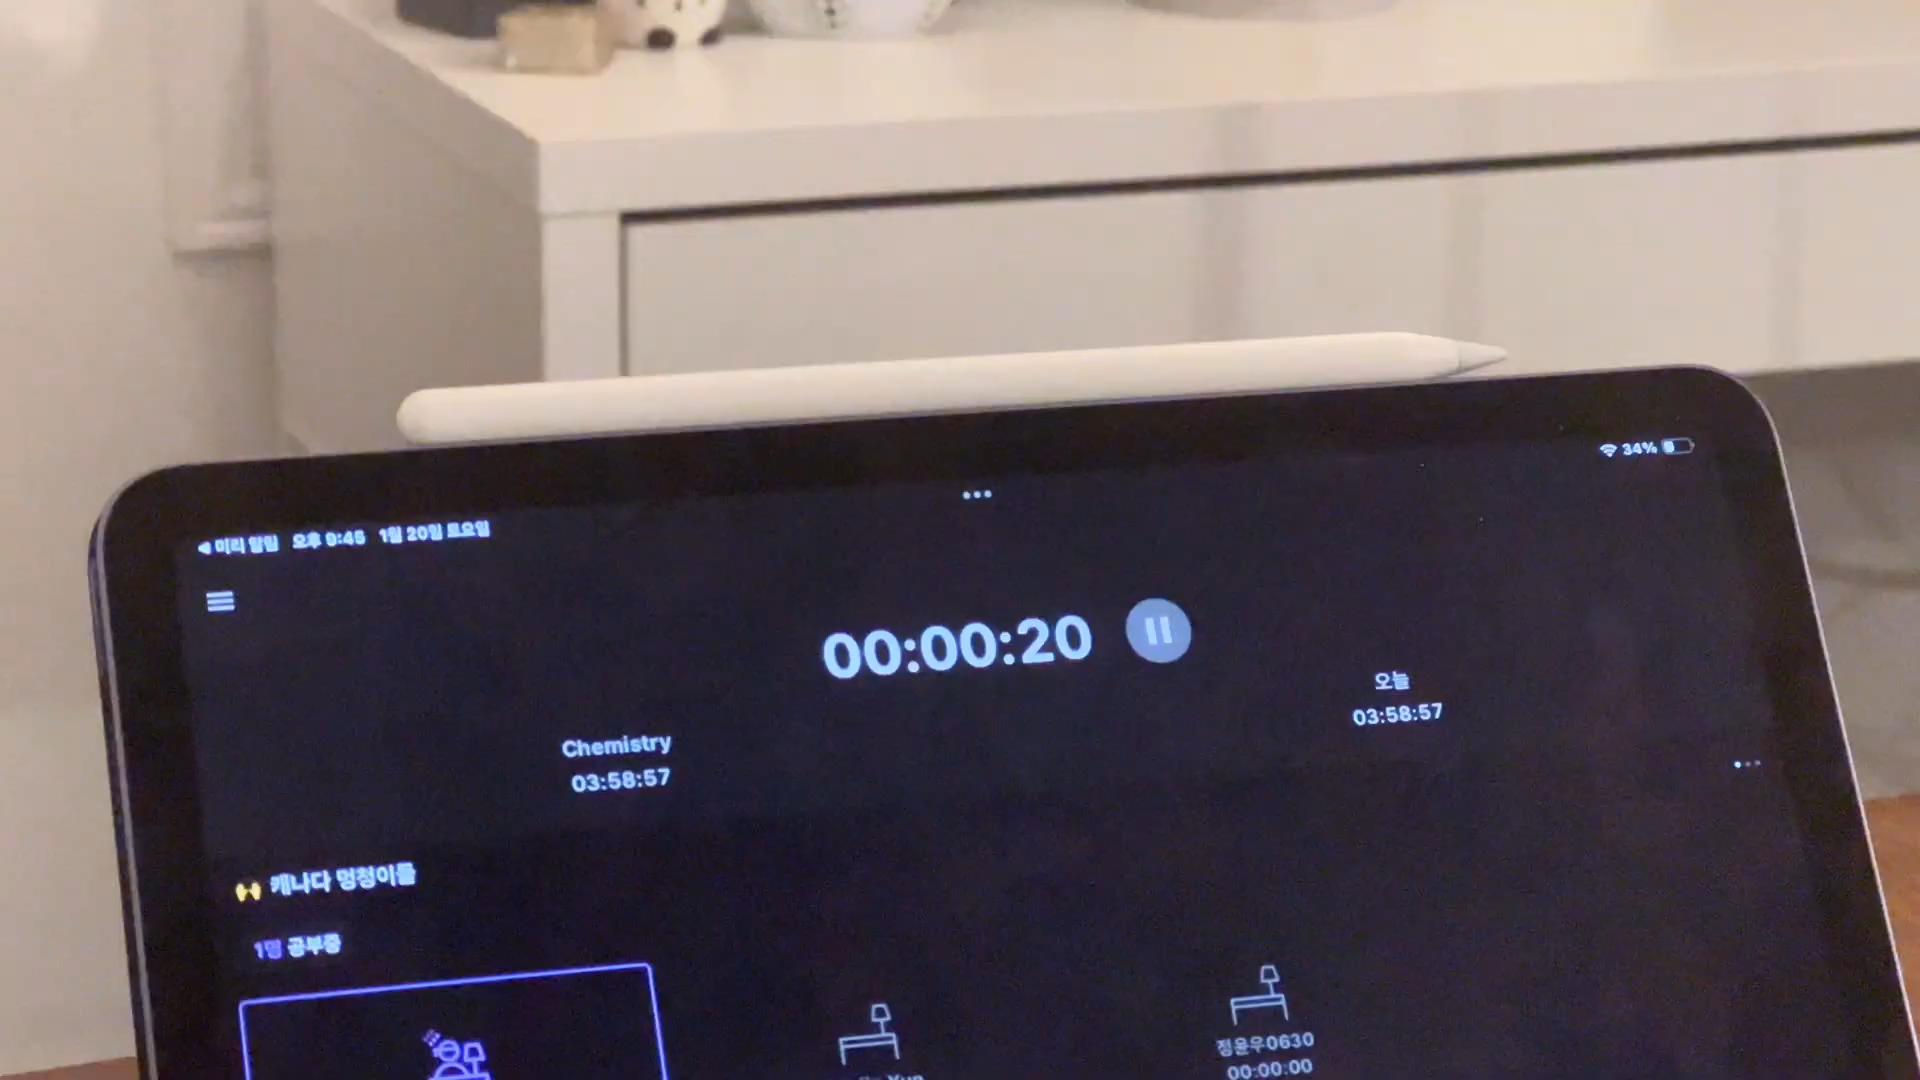 ◀ 미리 알림 오후 9:45 1월 20일 토요일
34%
00:00:20
오늘
03:58:57
Chemistry
03:58:57
🙌 캐나다 멍청이들
1명 공부중
정윤우0630
00:00:00